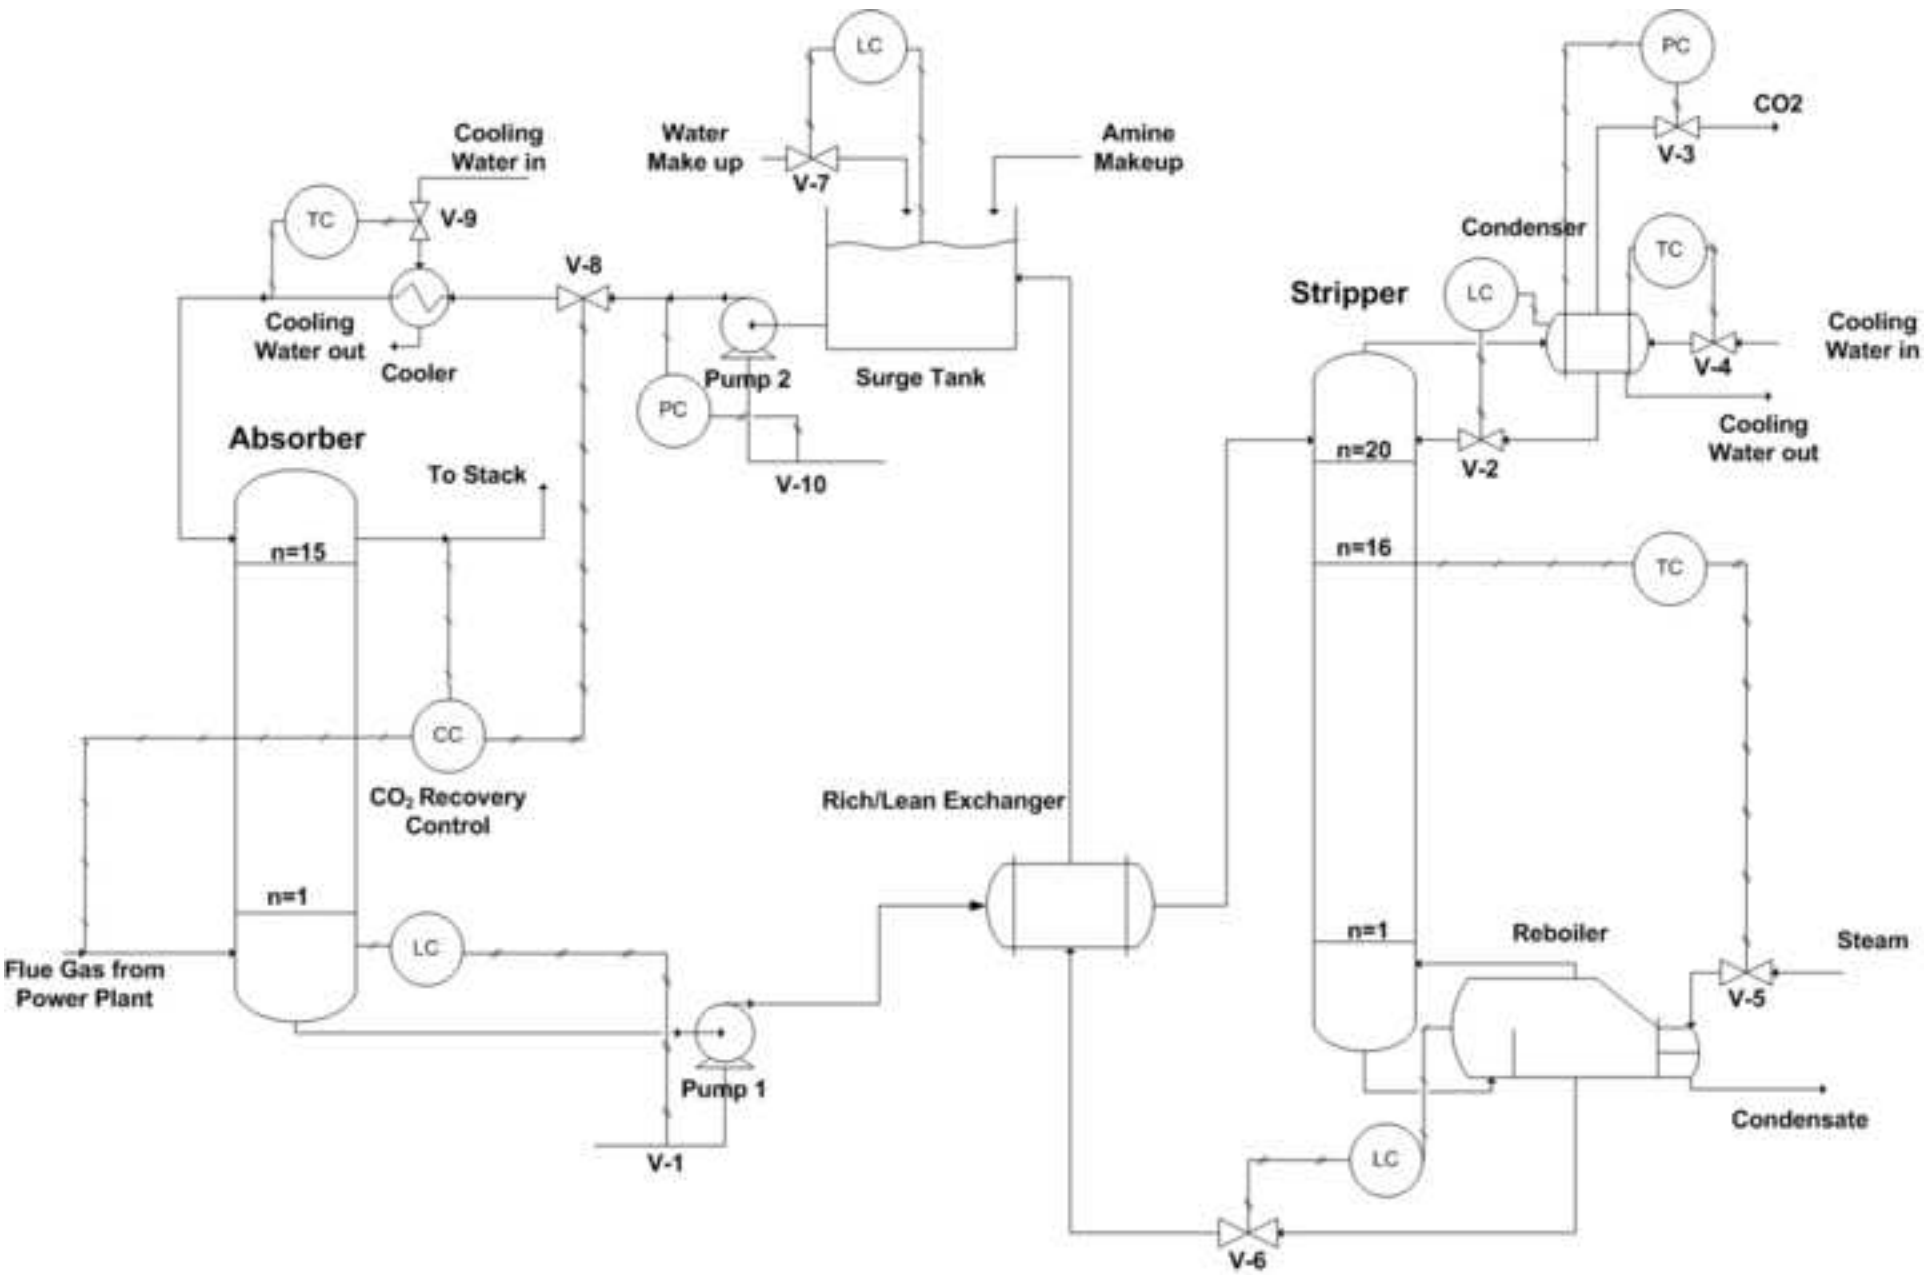 LC
PC
CO2
V-3
Cooling
Water in
Water
Make up
V-7
Amine
Makeup
TC
V-9
Condenser
TC
V-8
LC
Stripper
Cooling
Water out
Cooler
Cooling
Water in
V-4
PC
Pump 2
Surge Tank
Cooling
Water out
Absorber
To Stack
V-10
n=20
V-2
n=15
n=16
TC
CC
CO₂ Recovery
Control
Rich/Lean Exchanger
n=1
LC
n=1
Reboiler
Steam
Flue Gas from
Power Plant
V-5
Pump 1
Condensate
V-1
LC
V-6